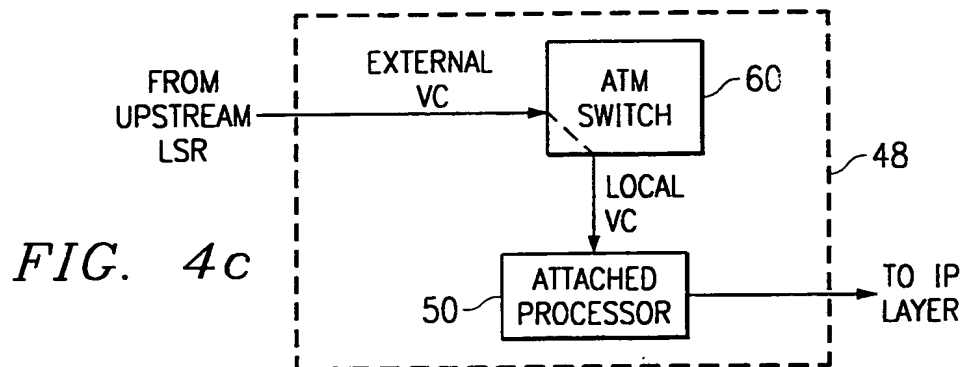 FROM
UPSTREAM
LSR
EXTERNAL
VC
ATM
SWITCH
60
48
LOCAL
VC
FIG. 4c
50
ATTACHED
PROCESSOR
TO IP
LAYER